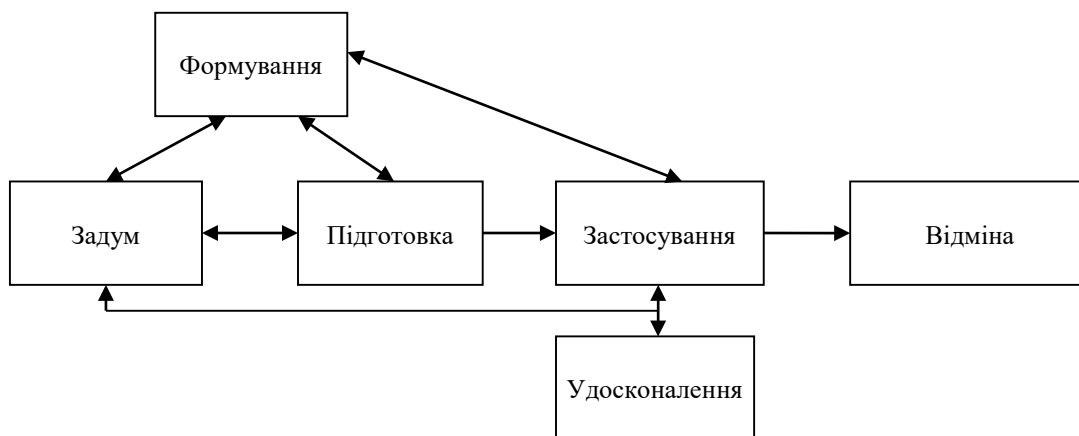 Формування
Задум
Підготовка
Застосування
Відміна
Удосконалення